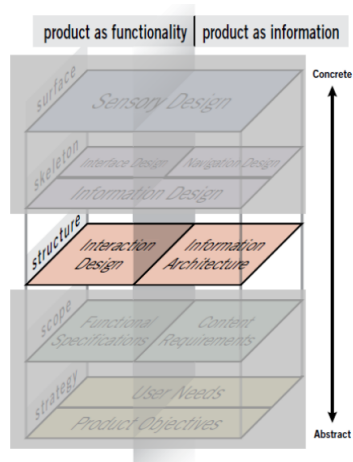 product as functionality | product as information
Concrete
surface
Sensory Design
skeleton
Interface Design
Navigation Design
Information Design
structure
Interaction
Design
Information
Architecture
scope
Functional
Specifications
Content
Requirements
strategy
User Needs
Product Objectives
Abstract